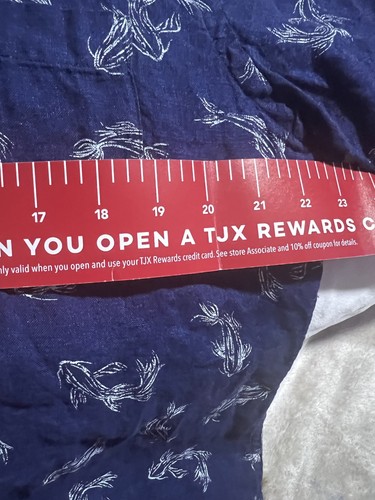 17 18 19 20 21 22 23
N YOU OPEN A TJX REWARDS C
nly valid when you open and use your TJX Rewards credit card. See store Associate and 10% off coupon for details.